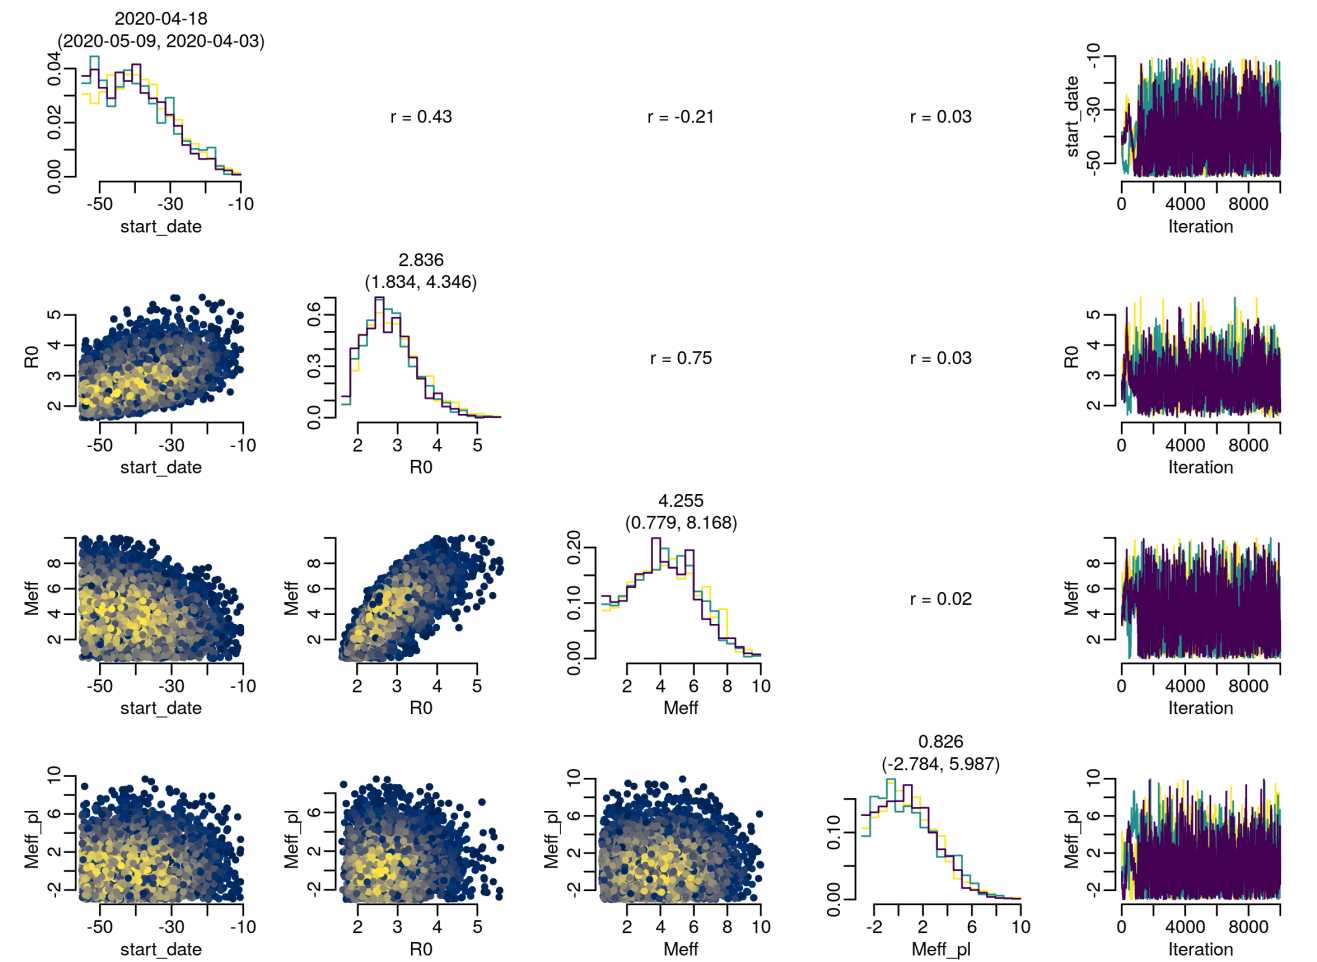 2020-04-18
(2020-05-09, 2020-04-03)
0.04
0.02
0.00
-50 -30 -10
start_date
r = 0.43
r = -0.21
r = 0.03
-10
-30
-50
start_date
0 4000 8000
Iteration
5
4
3
2
R0
-50 -30 -10
start_date
2.836
(1.834, 4.346)
0.6
0.3
0.0
2 3 4 5
R0
r = 0.75
r = 0.03
5
4
3
2
R0
0 4000 8000
Iteration
8
6
4
2
Meff
-50 -30 -10
start_date
8
6
4
2
Meff
2 3 4 5
R0
4.255
(0.779, 8.168)
0.20
0.10
0.00
2 4 6 8 10
Meff
r = 0.02
8
6
4
2
Meff
0 4000 8000
Iteration
10
6
2
-2
Meff_pl
-50 -30 -10
start_date
6
2
-2
Meff_pl
2 3 4 5
R0
10
6
2
-2
Meff_pl
2 4 6 8 10
Meff
0.826
(-2.784, 5.987)
0.10
0.00
-2 2 6 10
Meff_pl
10
6
2
-2
Meff_pl
0 4000 8000
Iteration